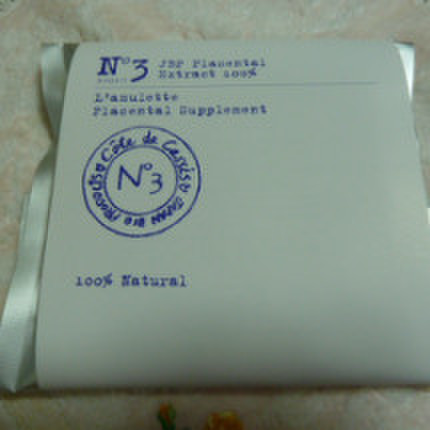 N°3 JBP Placental
Extract 100%
L'amulette
Placental Supplement
Côte de Cassis
N°3
100% Natural